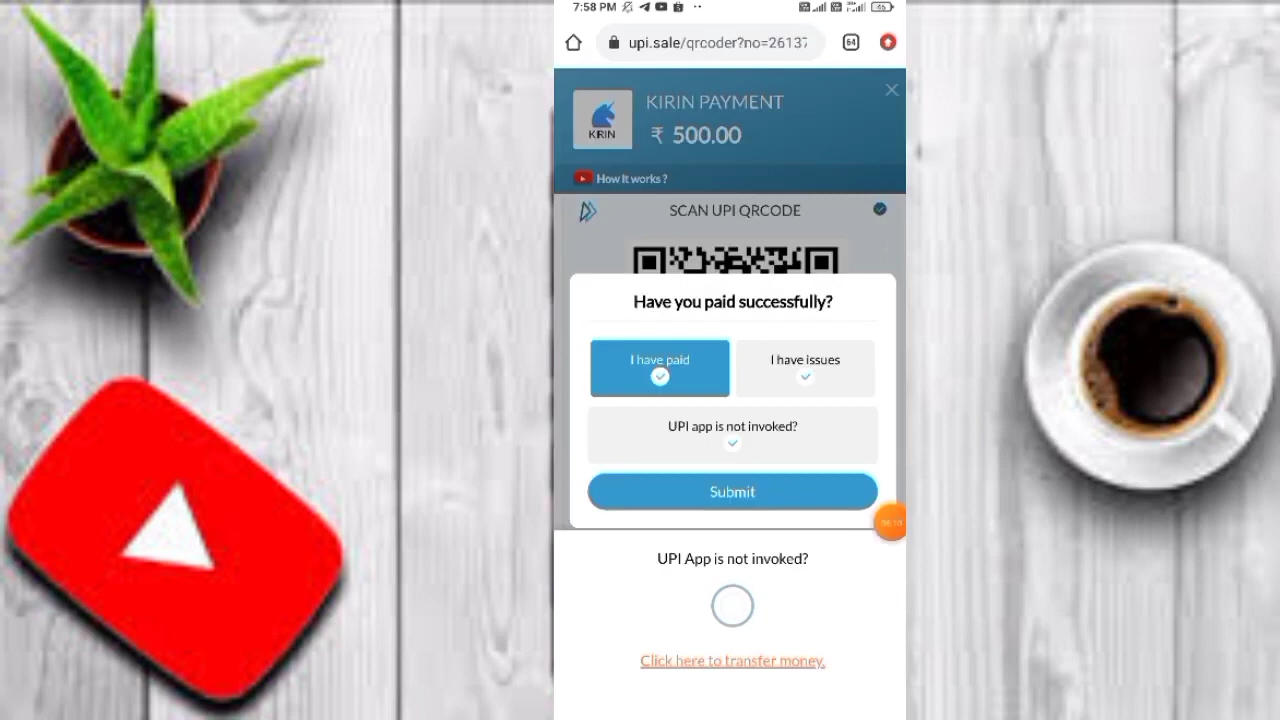 7:58 PM
46
upi.sale/qrcoder?no=26137
64
KIRIN PAYMENT
KIRIN
₹ 500.00
How It works ?
SCAN UPI QRCODE
Have you paid successfully?
I have paid
I have issues
UPI app is not invoked?
Submit
UPI App is not invoked?
Click here to transfer money.